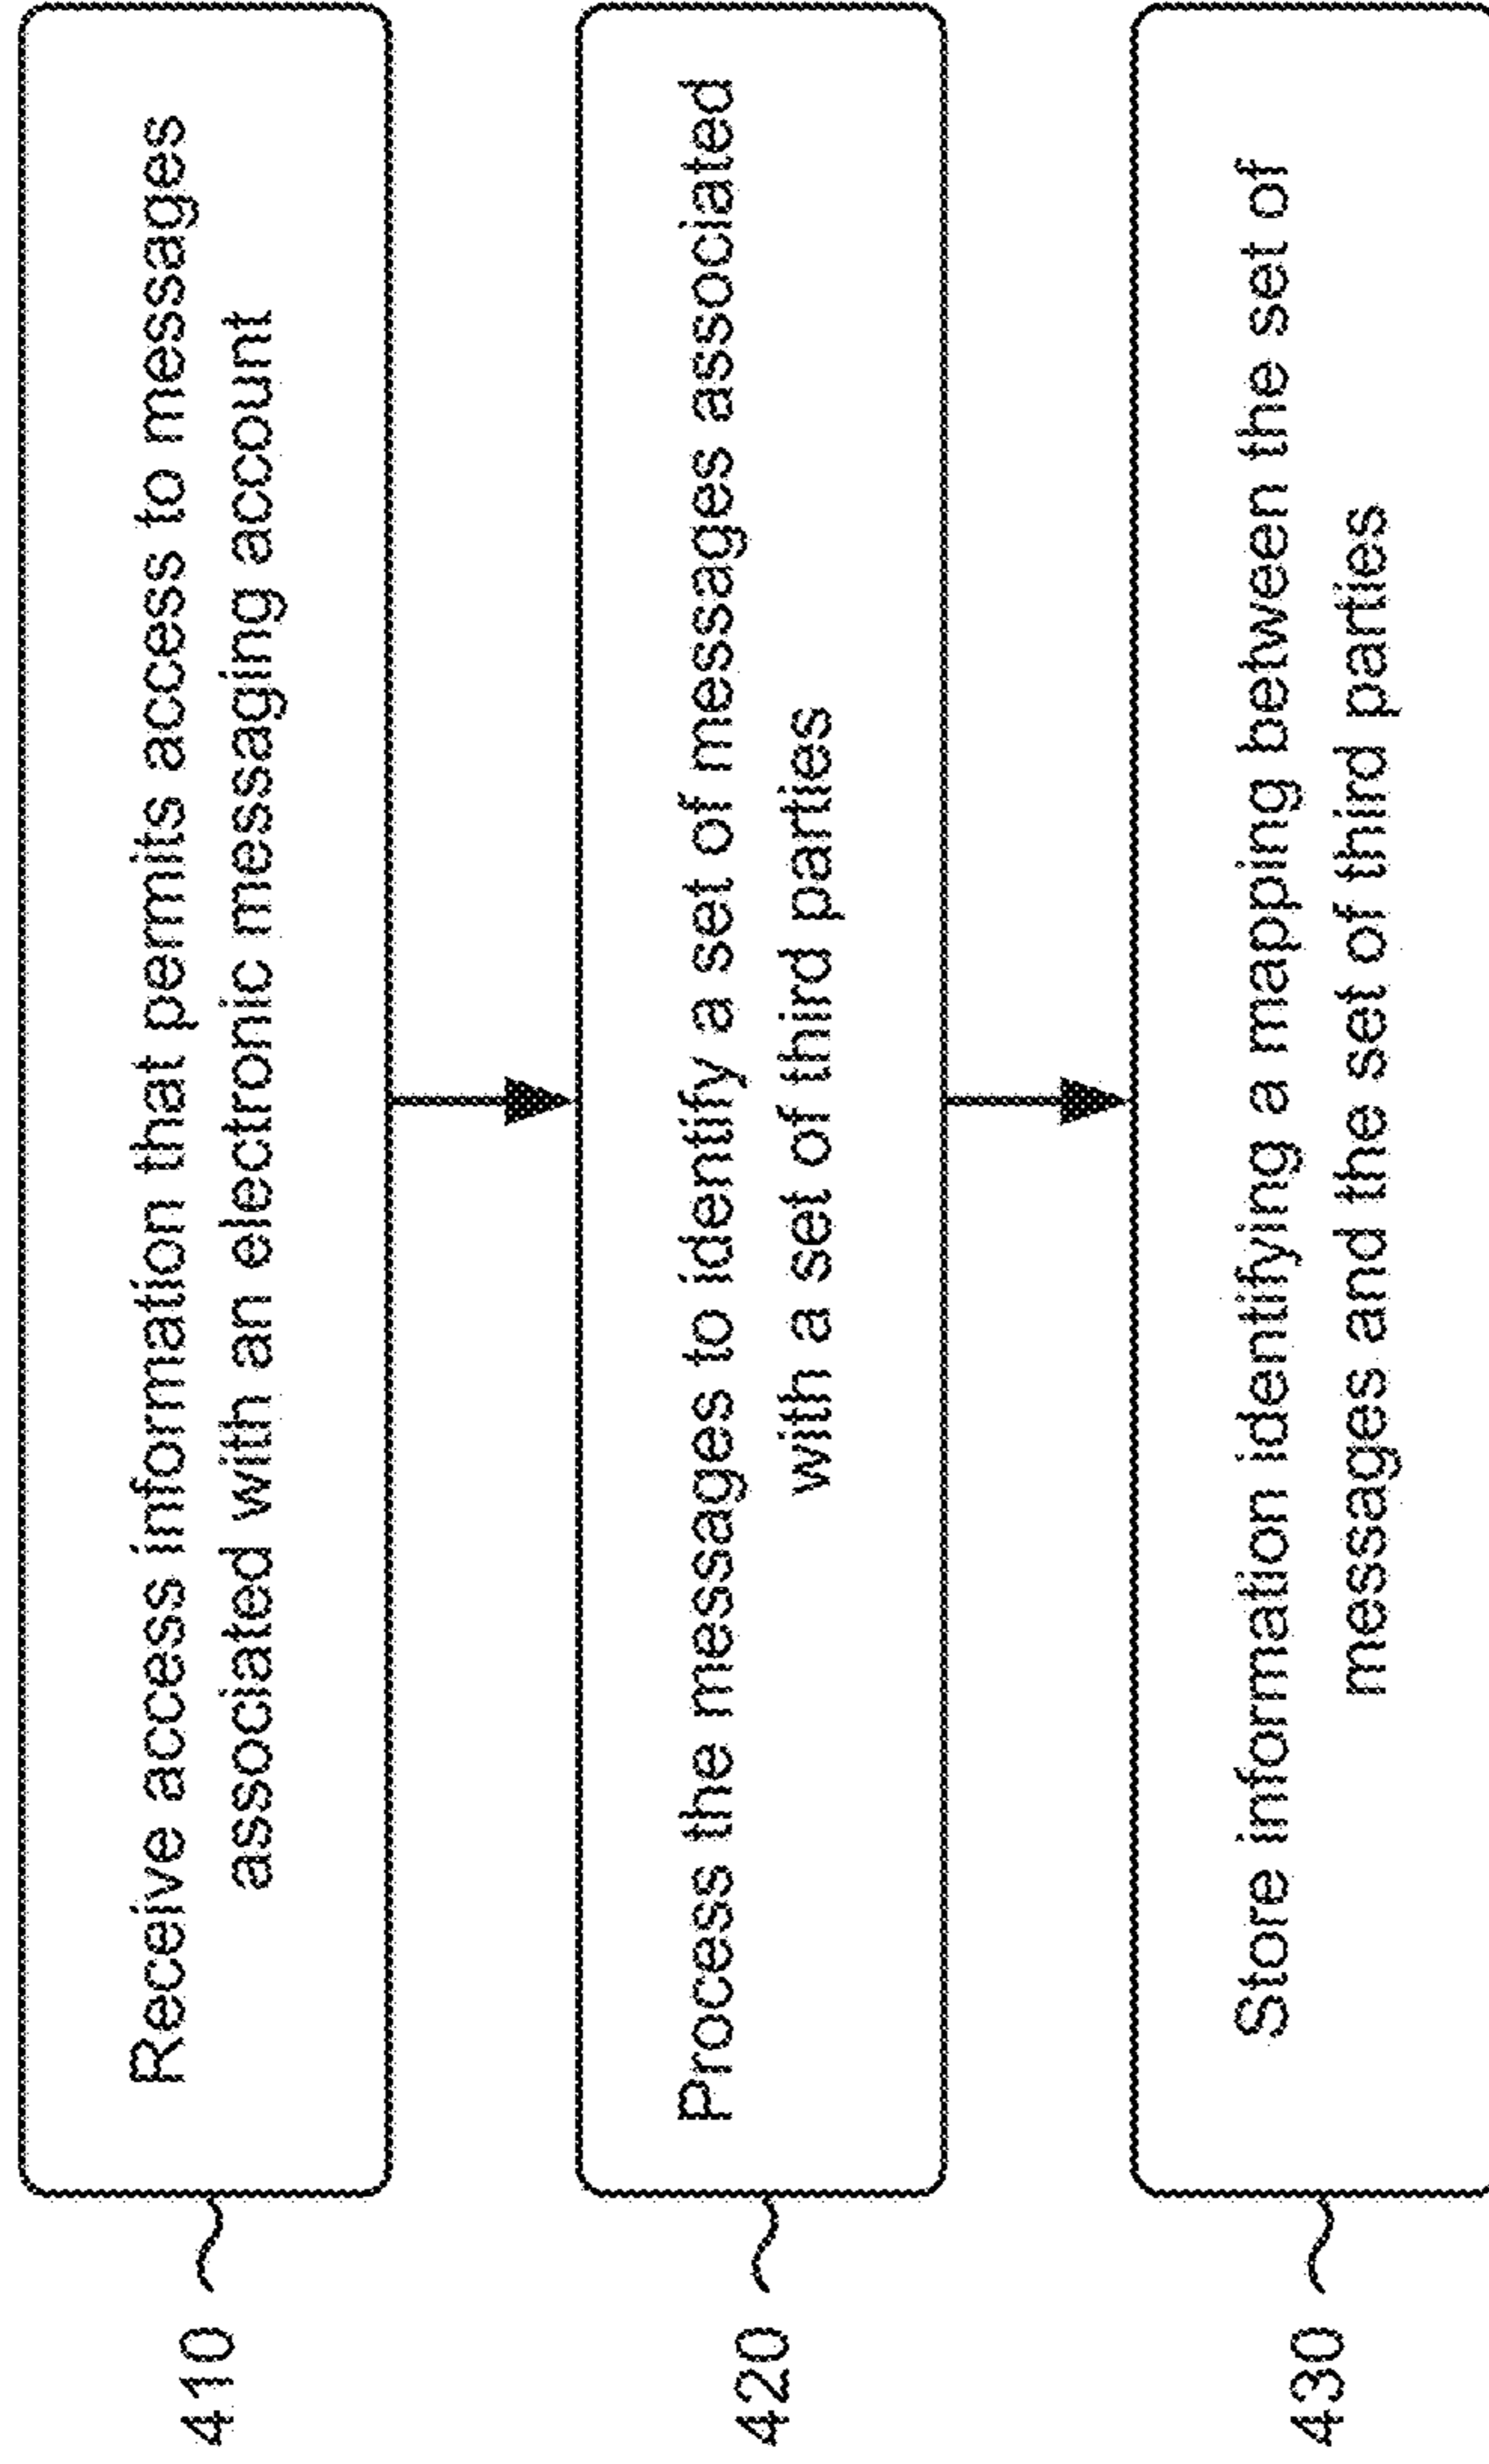 410
Receive access information that permits access to messages
associated with an electronic messaging account
420
Process the messages to identify a set of messages associated
with a set of third parties
430
Store information identifying a mapping between the set of
messages and the set of third parties